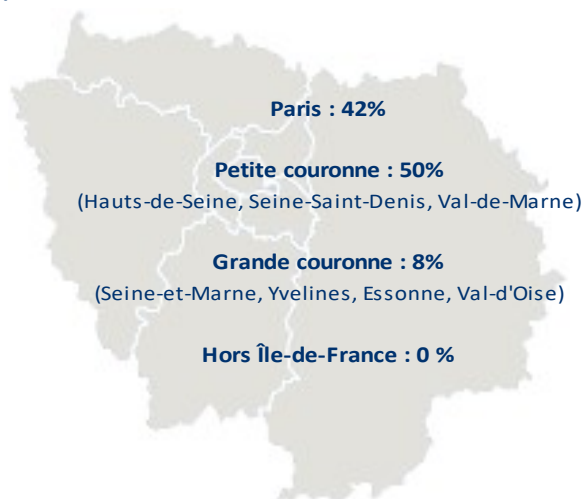 Paris : 42%
Petite couronne : 50%
(Hauts-de-Seine, Seine-Saint-Denis, Val-de-Marne)
Grande couronne : 8%
(Seine-et-Marne, Yvelines, Essonne, Val-d'Oise)
Hors Île-de-France : 0 %